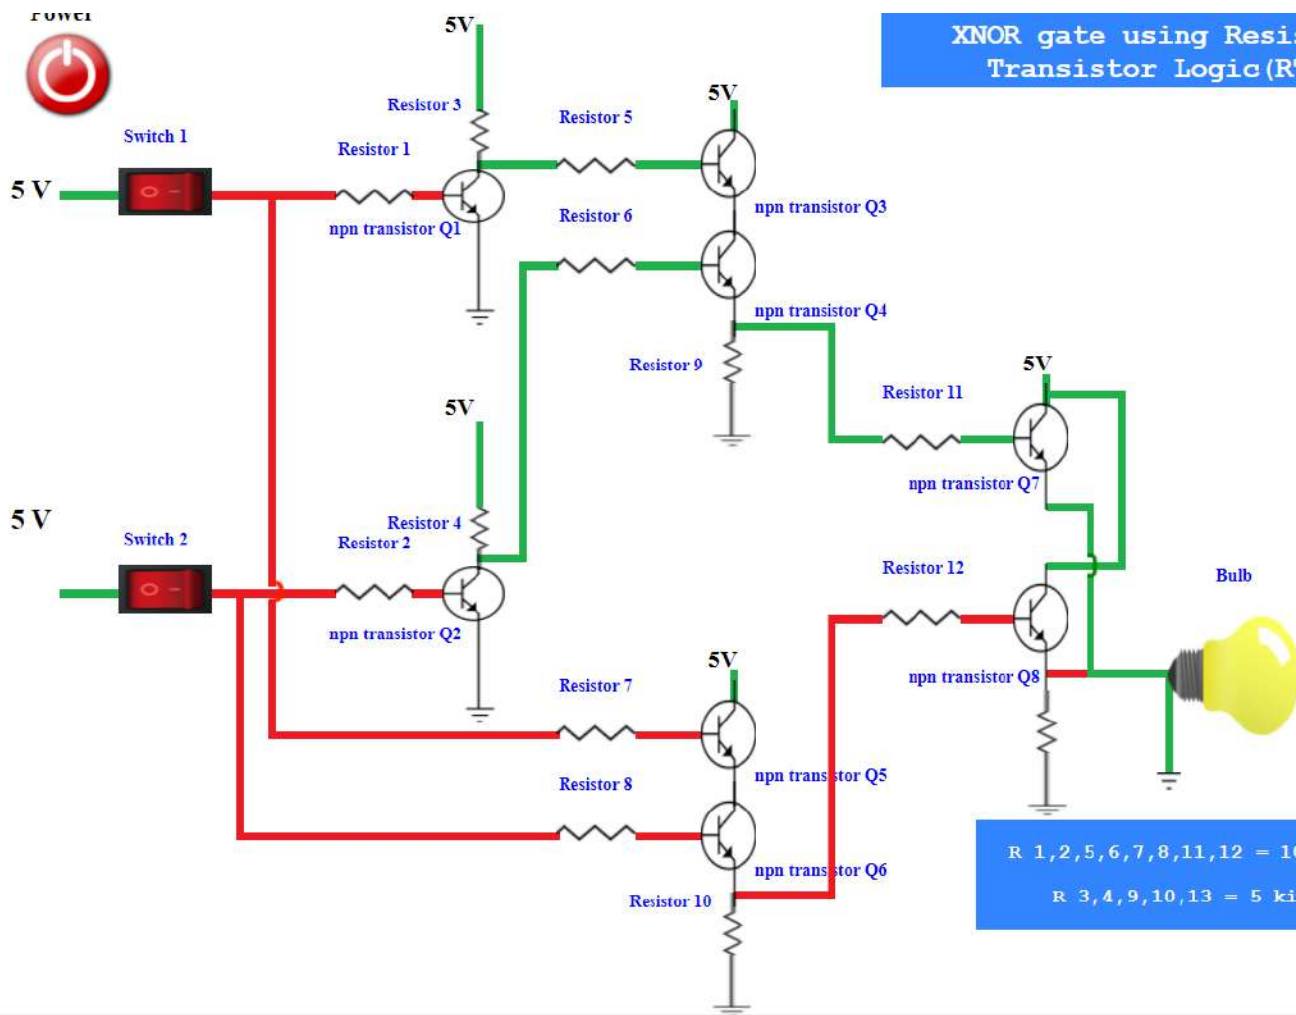 Power
5V
XNOR gate using Resis
Transistor Logic(R
Resistor 3
Resistor 5
5V
Switch 1
Resistor 1
5 V
npn transistor Q1
Resistor 6
npn transistor Q3
npn transistor Q4
Resistor 9
5V
Resistor 11
5V
npn transistor Q7
5 V
Switch 2
Resistor 4
Resistor 2
Resistor 12
Bulb
npn transistor Q2
5V
npn transistor Q8
Resistor 7
npn transistor Q5
Resistor 8
npn transistor Q6
Resistor 10
R 1,2,5,6,7,8,11,12 = 10
R 3,4,9,10,13 = 5 ki